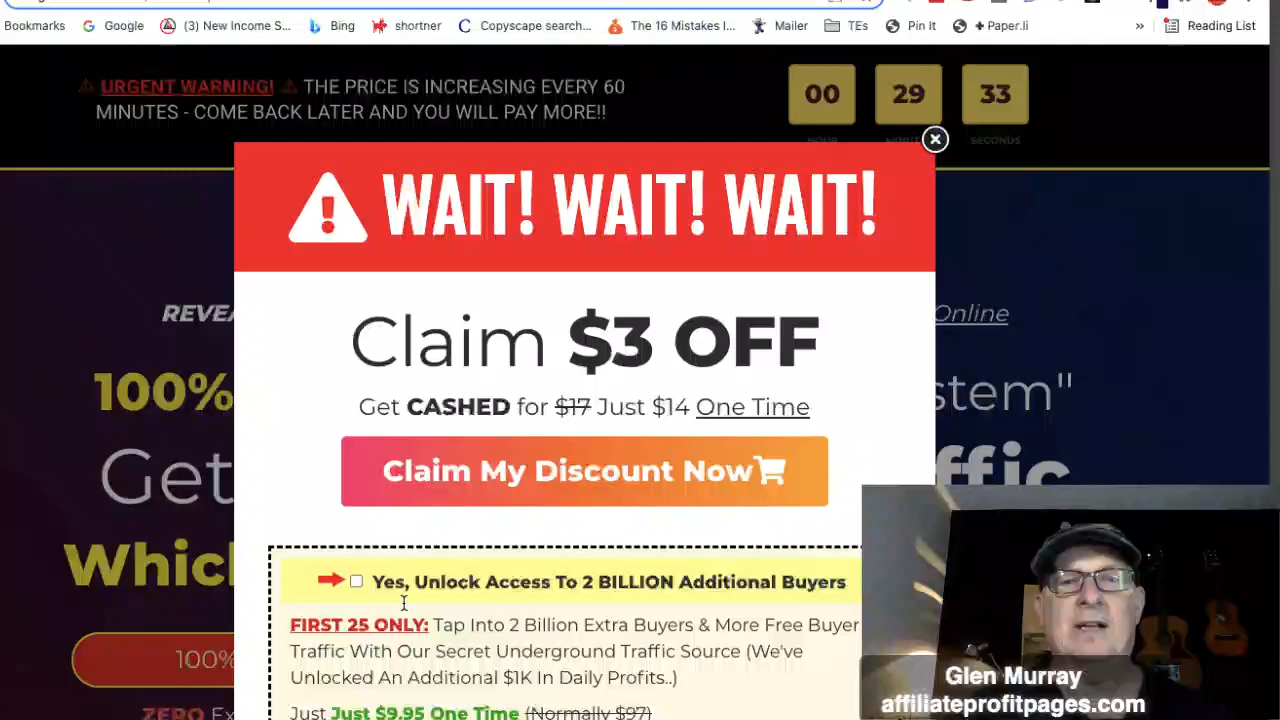 Bookmarks Google (3) New Income S... Bing shortner Copyscape search... The 16 Mistakes I... Mailer TEs Pin It + Paper.li » Reading List
URGENT WARNING! THE PRICE IS INCREASING EVERY 60
MINUTES - COME BACK LATER AND YOU WILL PAY MORE!!
00 29 33
HOUR SECONDS
WAIT! WAIT! WAIT!
Claim $3 OFF
Get CASHED for $17 Just $14 One Time
Claim My Discount Now
Yes, Unlock Access To 2 BILLION Additional Buyers
FIRST 25 ONLY: Tap Into 2 Billion Extra Buyers & More Free Buyer
Traffic With Our Secret Underground Traffic Source (We've
Unlocked An Additional $1K In Daily Profits..)
Just Just $9.95 One Time (Normally $97)
Online
100% stem"
Get
Which
100%
ZERO
Glen Murray
affiliateprofitpages.com